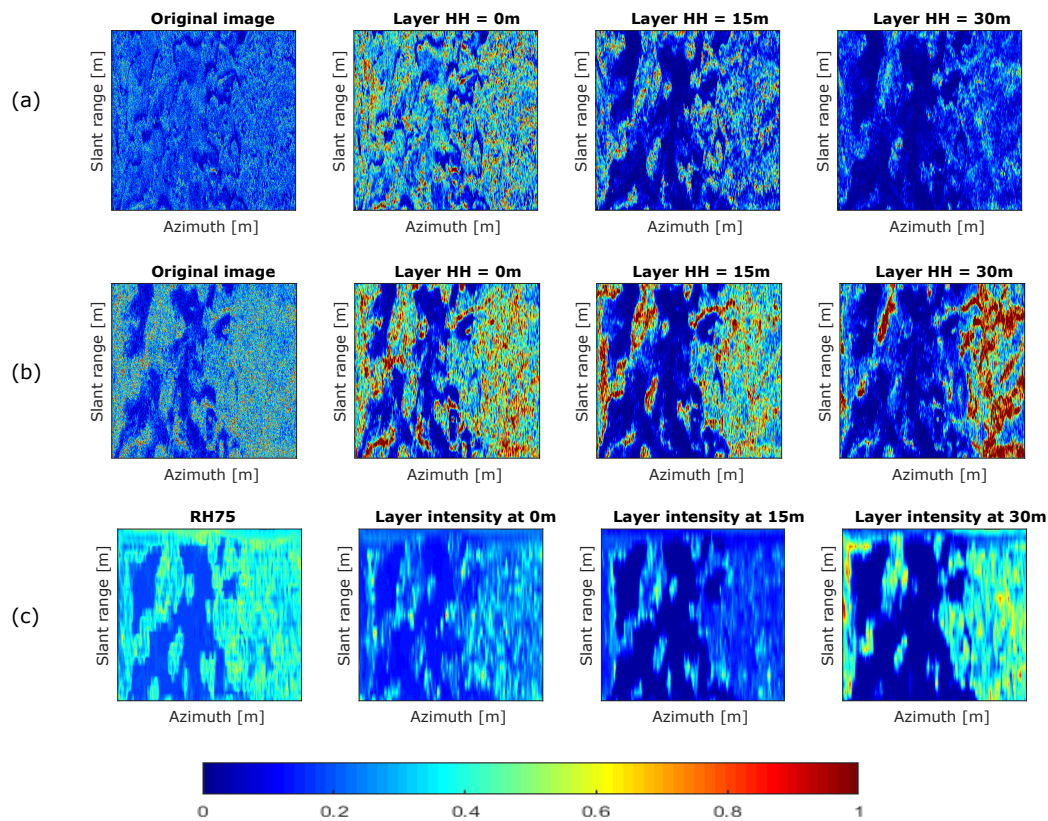 Original image Layer HH = 0m Layer HH = 15m Layer HH = 30m
(a)
Slant range [m] Slant range [m] Slant range [m] Slant range [m]
Azimuth [m] Azimuth [m] Azimuth [m] Azimuth [m]
Original image Layer HH = 0m Layer HH = 15m Layer HH = 30m
(b)
Slant range [m] Slant range [m] Slant range [m] Slant range [m]
Azimuth [m] Azimuth [m] Azimuth [m] Azimuth [m]
RH75 Layer intensity at 0m Layer intensity at 15m Layer intensity at 30m
(c)
Slant range [m] Slant range [m] Slant range [m] Slant range [m]
Azimuth [m] Azimuth [m] Azimuth [m] Azimuth [m]
0 0.2 0.4 0.6 0.8 1